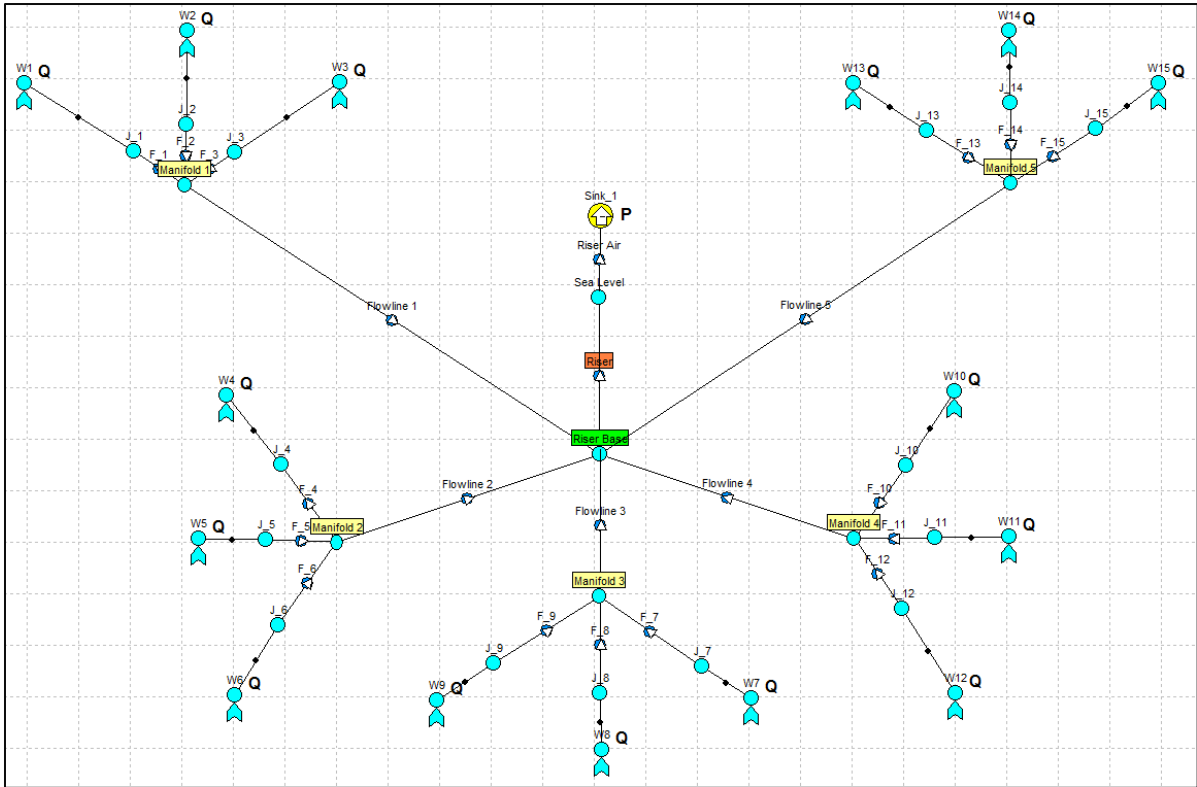 W2 Q
W14 Q
W1 Q
W3 Q
W13 Q
W15 Q
J_2
J_14
J_1
J_3
J_13
J_15
F_2
F_14
F_1
F_3
F_13
F_15
Manifold 1
Manifold 5
Sink_1
P
Riser Air
Sea Level
Flowline 1
Flowline 5
Riser
W4 Q
W10 Q
Riser Base
J_4
J_10
Flowline 2
Flowline 4
F_4
F_10
Flowline 3
W5 Q
J_5
F_5
Manifold 2
Manifold 4
F_11
J_11
W11 Q
F_6
F_12
Manifold 3
J_6
J_12
F_9
F_7
F_8
J_9
J_7
W6 Q
W9 Q
J_8
W7 Q
W12 Q
W8 Q